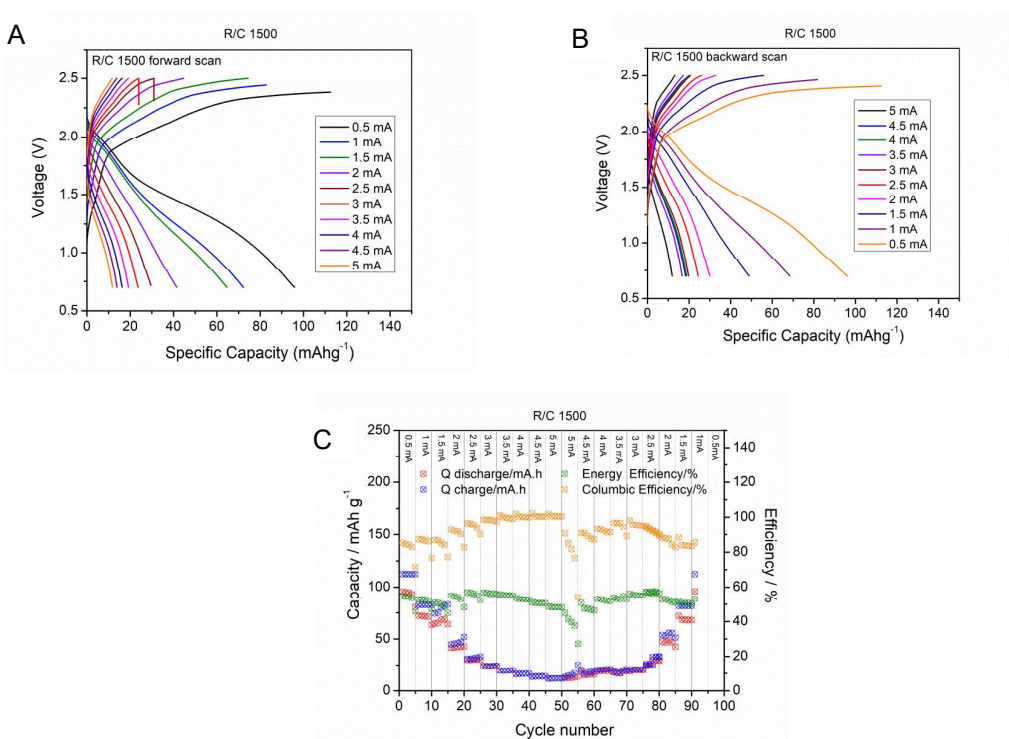 A
R/C 1500
R/C 1500 forward scan
Voltage (V)
2.5
2.0
1.5
1.0
0.5
0 20 40 60 80 100 120 140
Specific Capacity (mAhg⁻¹)
0.5 mA
1 mA
1.5 mA
2 mA
2.5 mA
3 mA
3.5 mA
4 mA
4.5 mA
5 mA
B
R/C 1500
R/C 1500 backward scan
Voltage (V)
2.5
2.0
1.5
1.0
0.5
0 20 40 60 80 100 120 140
Specific Capacity (mAhg⁻¹)
5 mA
4.5 mA
4 mA
3.5 mA
3 mA
2.5 mA
2 mA
1.5 mA
1 mA
0.5 mA
C
R/C 1500
0.5 mA 1 mA 1.5 mA 2 mA 2.5 mA 3 mA 3.5 mA 4 mA 4.5 mA 5 mA 5 mA 4.5 mA 4 mA 3.5 mA 3 mA 2.5 mA 2 mA 1.5 mA 1mA 0.5mA
Q discharge/mA.h
Q charge/mA.h
Energy Efficiency/%
Columbic Efficiency/%
Capacity / mAh g⁻¹
250
200
150
100
50
0
Efficiency / %
140
120
100
80
60
40
20
0
0 10 20 30 40 50 60 70 80 90 100
Cycle number